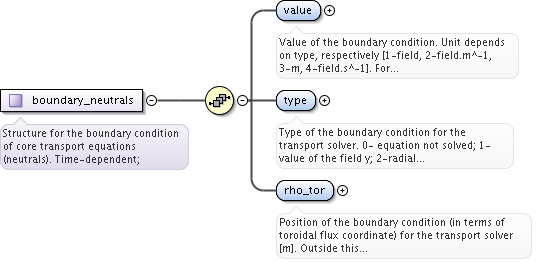 value
Value of the boundary condition. Unit depends
on type, respectively [1-field, 2-field.m^-1,
3-m, 4-field.s^-1]. For...
boundary_neutrals
Structure for the boundary condition
of core transport equations
(neutrals). Time-dependent;
type
Type of the boundary condition for the
transport solver. 0- equation not solved; 1-
value of the field y; 2-radial...
rho_tor
Position of the boundary condition (in terms of
toroidal flux coordinate) for the transport solver
[m]. Outside this...